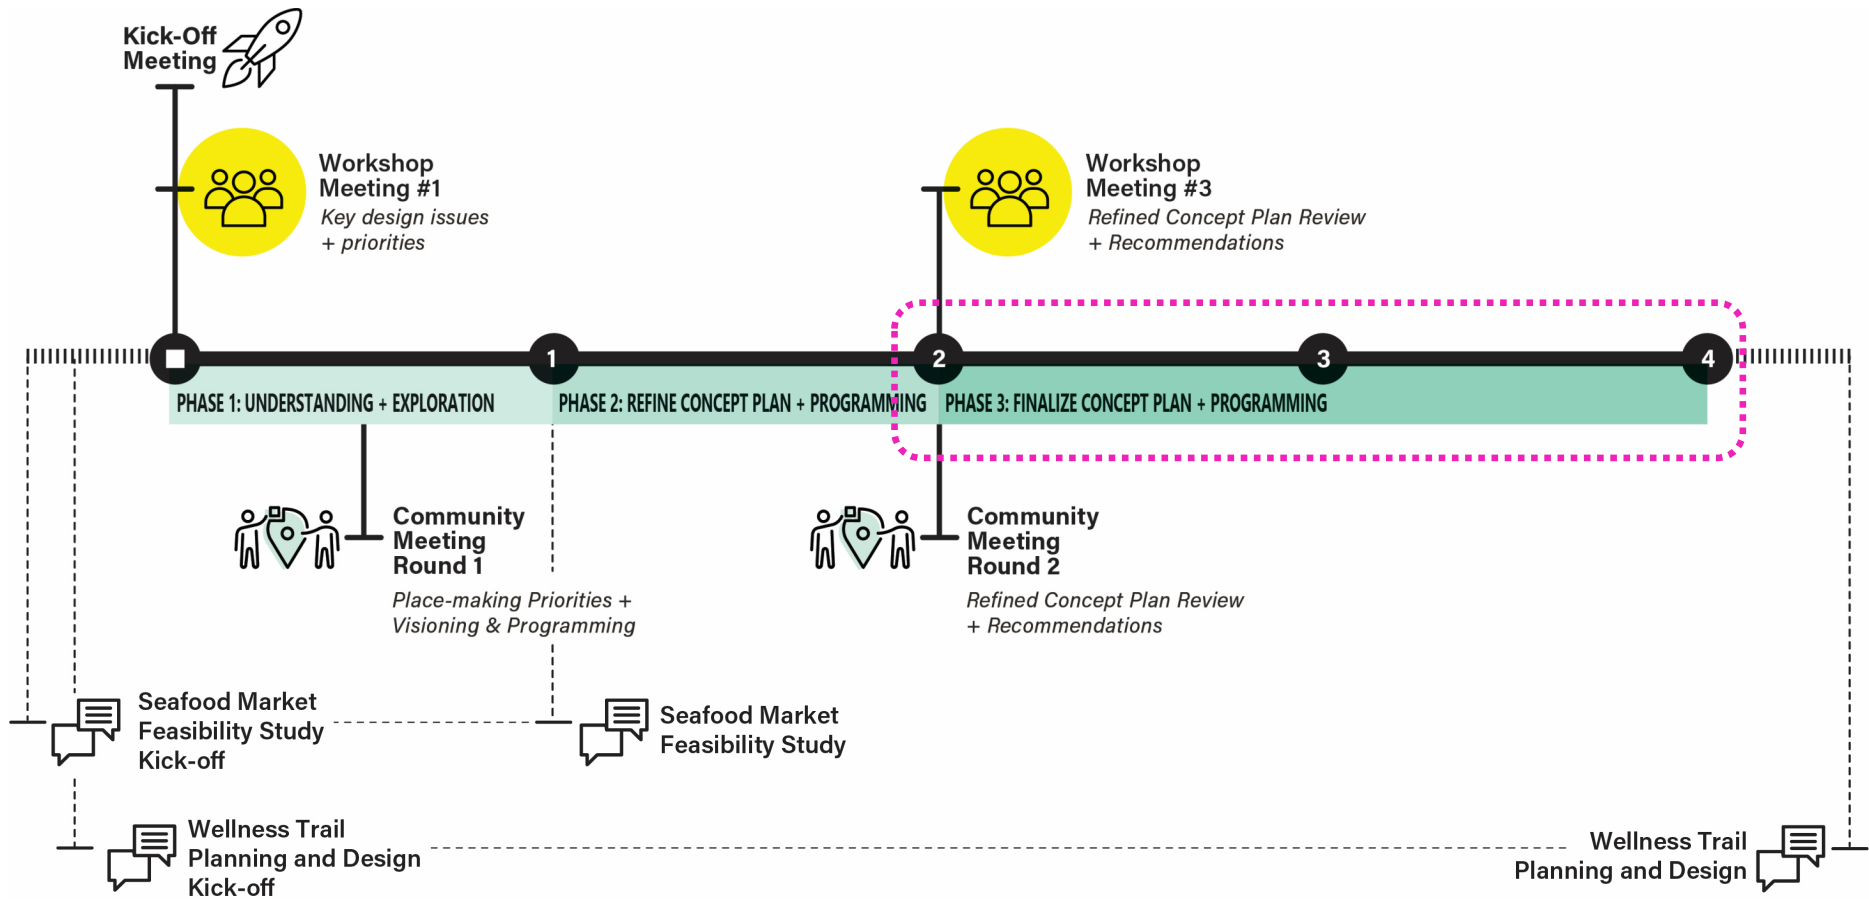 Kick-Off
Meeting
Workshop
Meeting #1
Key design issues
+ priorities
Workshop
Meeting #3
Refined Concept Plan Review
+ Recommendations
1
2
3
4
PHASE 1: UNDERSTANDING + EXPLORATION
PHASE 2: REFINE CONCEPT PLAN + PROGRAMMING
PHASE 3: FINALIZE CONCEPT PLAN + PROGRAMMING
Community
Meeting
Round 1
Place-making Priorities +
Visioning & Programming
Community
Meeting
Round 2
Refined Concept Plan Review
+ Recommendations
Seafood Market
Feasibility Study
Kick-off
Seafood Market
Feasibility Study
Wellness Trail
Planning and Design
Kick-off
Wellness Trail
Planning and Design